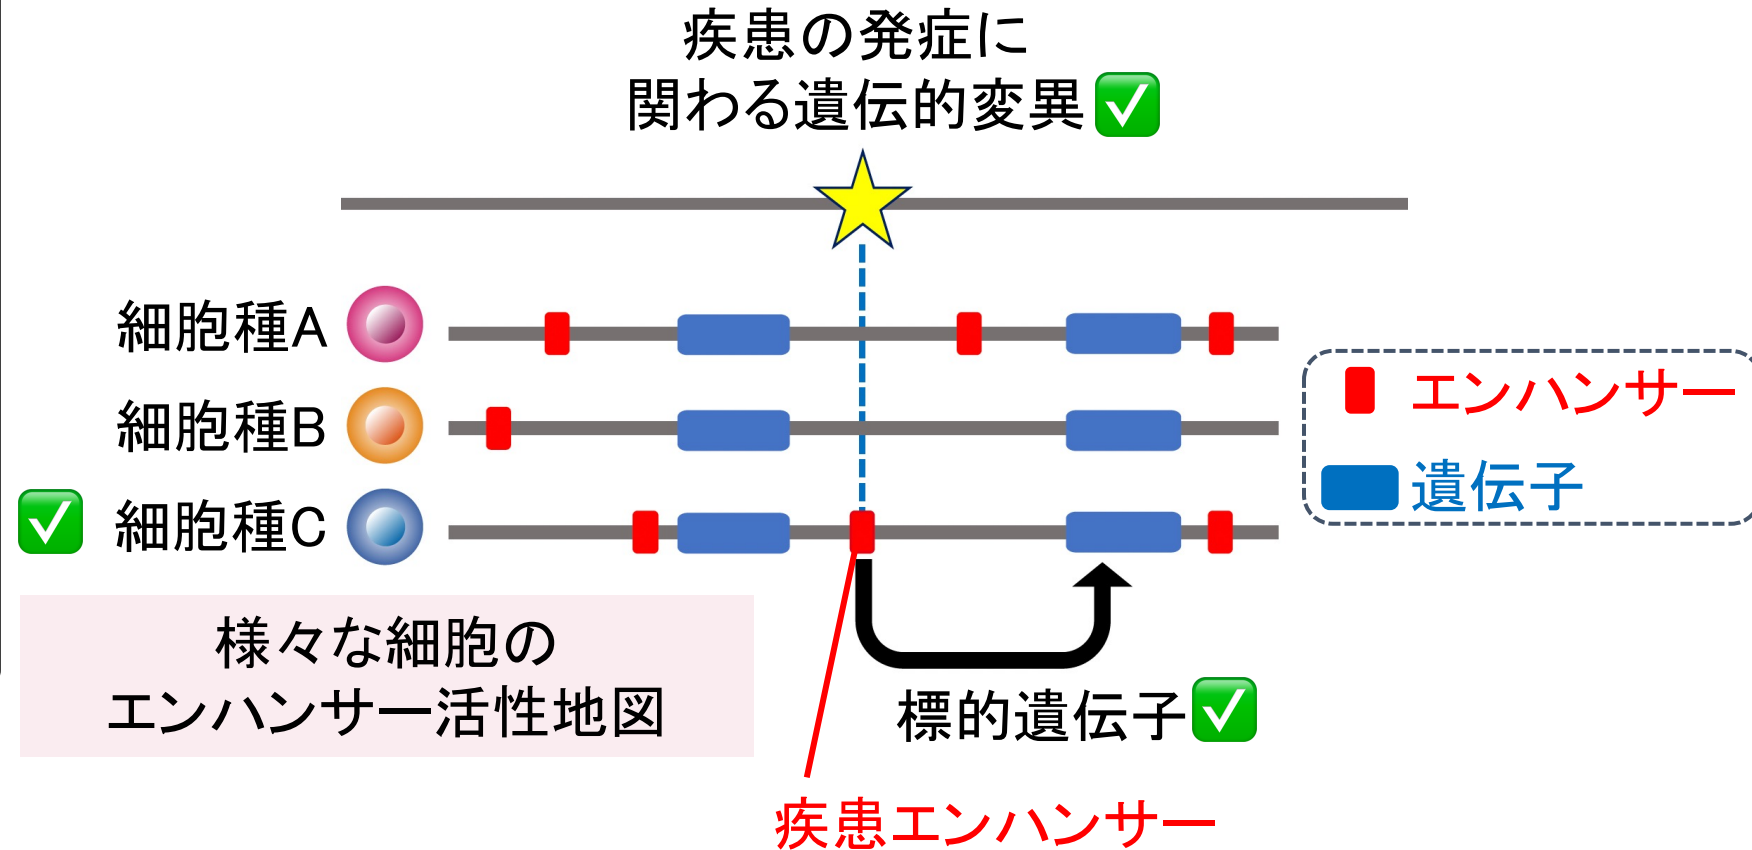 疾患の発症に
関わる遺伝的変異✅
細胞種A
細胞種B
✅ 細胞種C
エンハンサー
遺伝子
様々な細胞の
エンハンサー活性地図
標的遺伝子✅
疾患エンハンサー